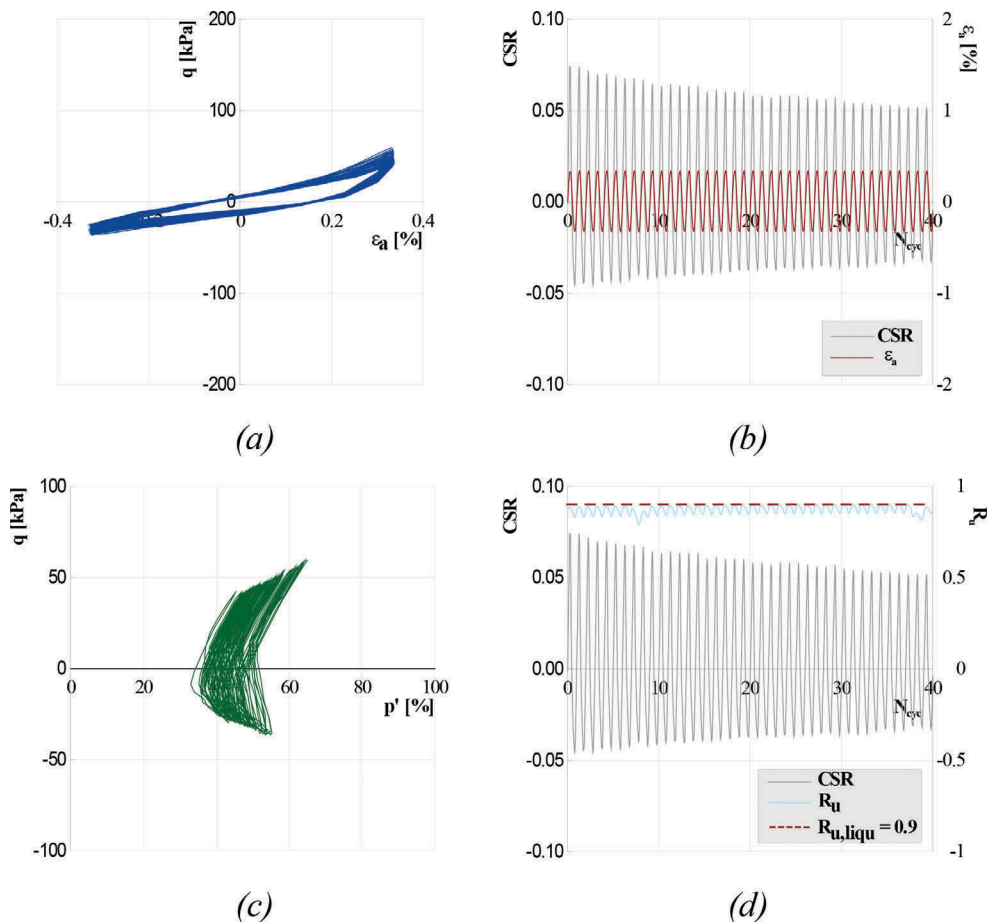 q [kPa]
200
100
0
-0.4
-0.2
0
0.2
0.4
εa [%]
-100
-200
(a)
CSR
εa [%]
0.10
0.05
0.00
-0.05
-0.10
2
1
0
-1
-2
0
10
20
30
40
Ncyc
CSR
εa
(b)
q [kPa]
100
50
0
0
20
40
60
80
100
p' [%]
-50
-100
(c)
CSR
Ru
0.10
0.05
0.00
-0.05
-0.10
1
0.5
0
-0.5
-1
0
10
20
30
40
Ncyc
CSR
Ru
Ru,liqu = 0.9
(d)